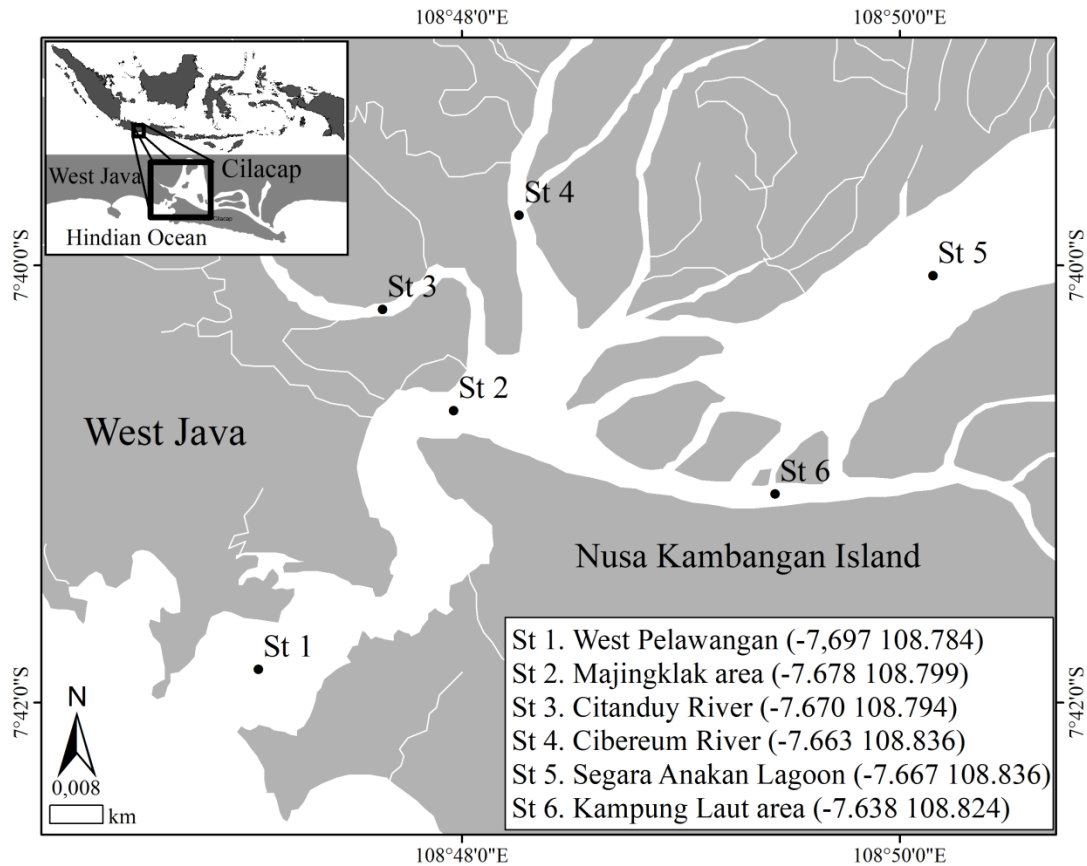 108°48'0"E
108°50'0"E
West Java
Cilacap
Hindian Ocean
St 4
7°40'0"S
St 5
7°40'0"S
St 3
St 2
West Java
St 6
Nusa Kambangan Island
St 1
N
0,008
km
7°42'0"S
7°42'0"S
St 1. West Pelawangan (-7,697 108.784)
St 2. Majingklak area (-7.678 108.799)
St 3. Citanduy River (-7.670 108.794)
St 4. Cibereum River (-7.663 108.836)
St 5. Segara Anakan Lagoon (-7.667 108.836)
St 6. Kampung Laut area (-7.638 108.824)
108°48'0"E
108°50'0"E